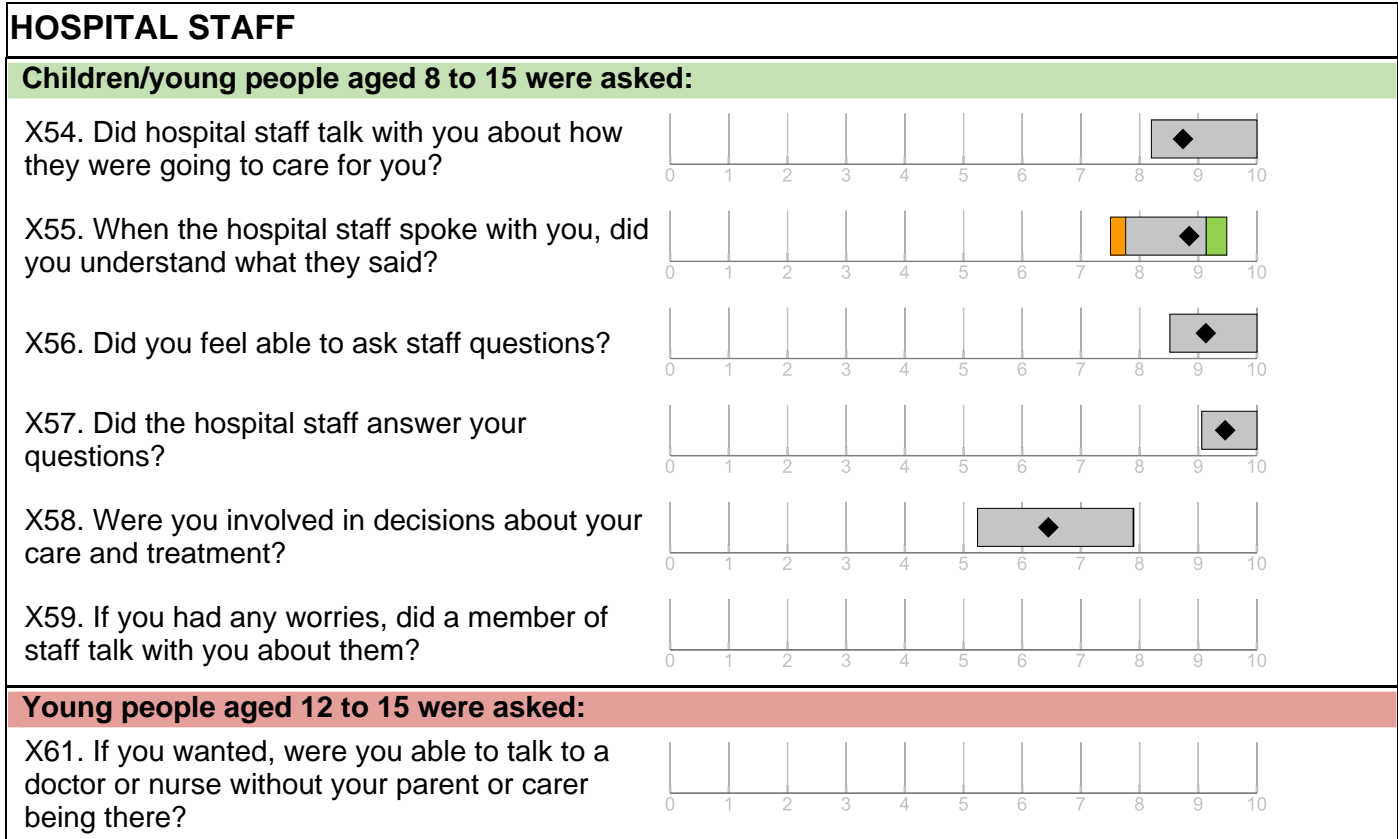 HOSPITAL STAFF
Children/young people aged 8 to 15 were asked:
X54. Did hospital staff talk with you about how
they were going to care for you?
0 1 2 3 4 5 6 7 8 9 10
X55. When the hospital staff spoke with you, did
you understand what they said?
0 1 2 3 4 5 6 7 8 9 10
X56. Did you feel able to ask staff questions?
0 1 2 3 4 5 6 7 8 9 10
X57. Did the hospital staff answer your
questions?
0 1 2 3 4 5 6 7 8 9 10
X58. Were you involved in decisions about your
care and treatment?
0 1 2 3 4 5 6 7 8 9 10
X59. If you had any worries, did a member of
staff talk with you about them?
0 1 2 3 4 5 6 7 8 9 10
Young people aged 12 to 15 were asked:
X61. If you wanted, were you able to talk to a
doctor or nurse without your parent or carer
being there?
0 1 2 3 4 5 6 7 8 9 10